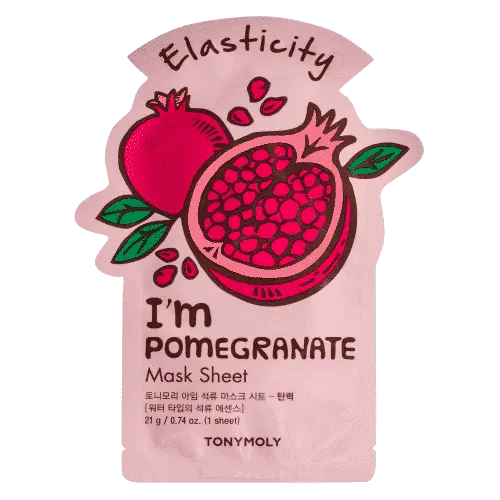 Elasticity
I'm
POMEGRANATE
Mask Sheet
토니모리 아임 석류 마스크 시트 – 탄력
[워터 타입의 석류 에센스]
21 g / 0.74 oz. (1 sheet)
TONYMOLY